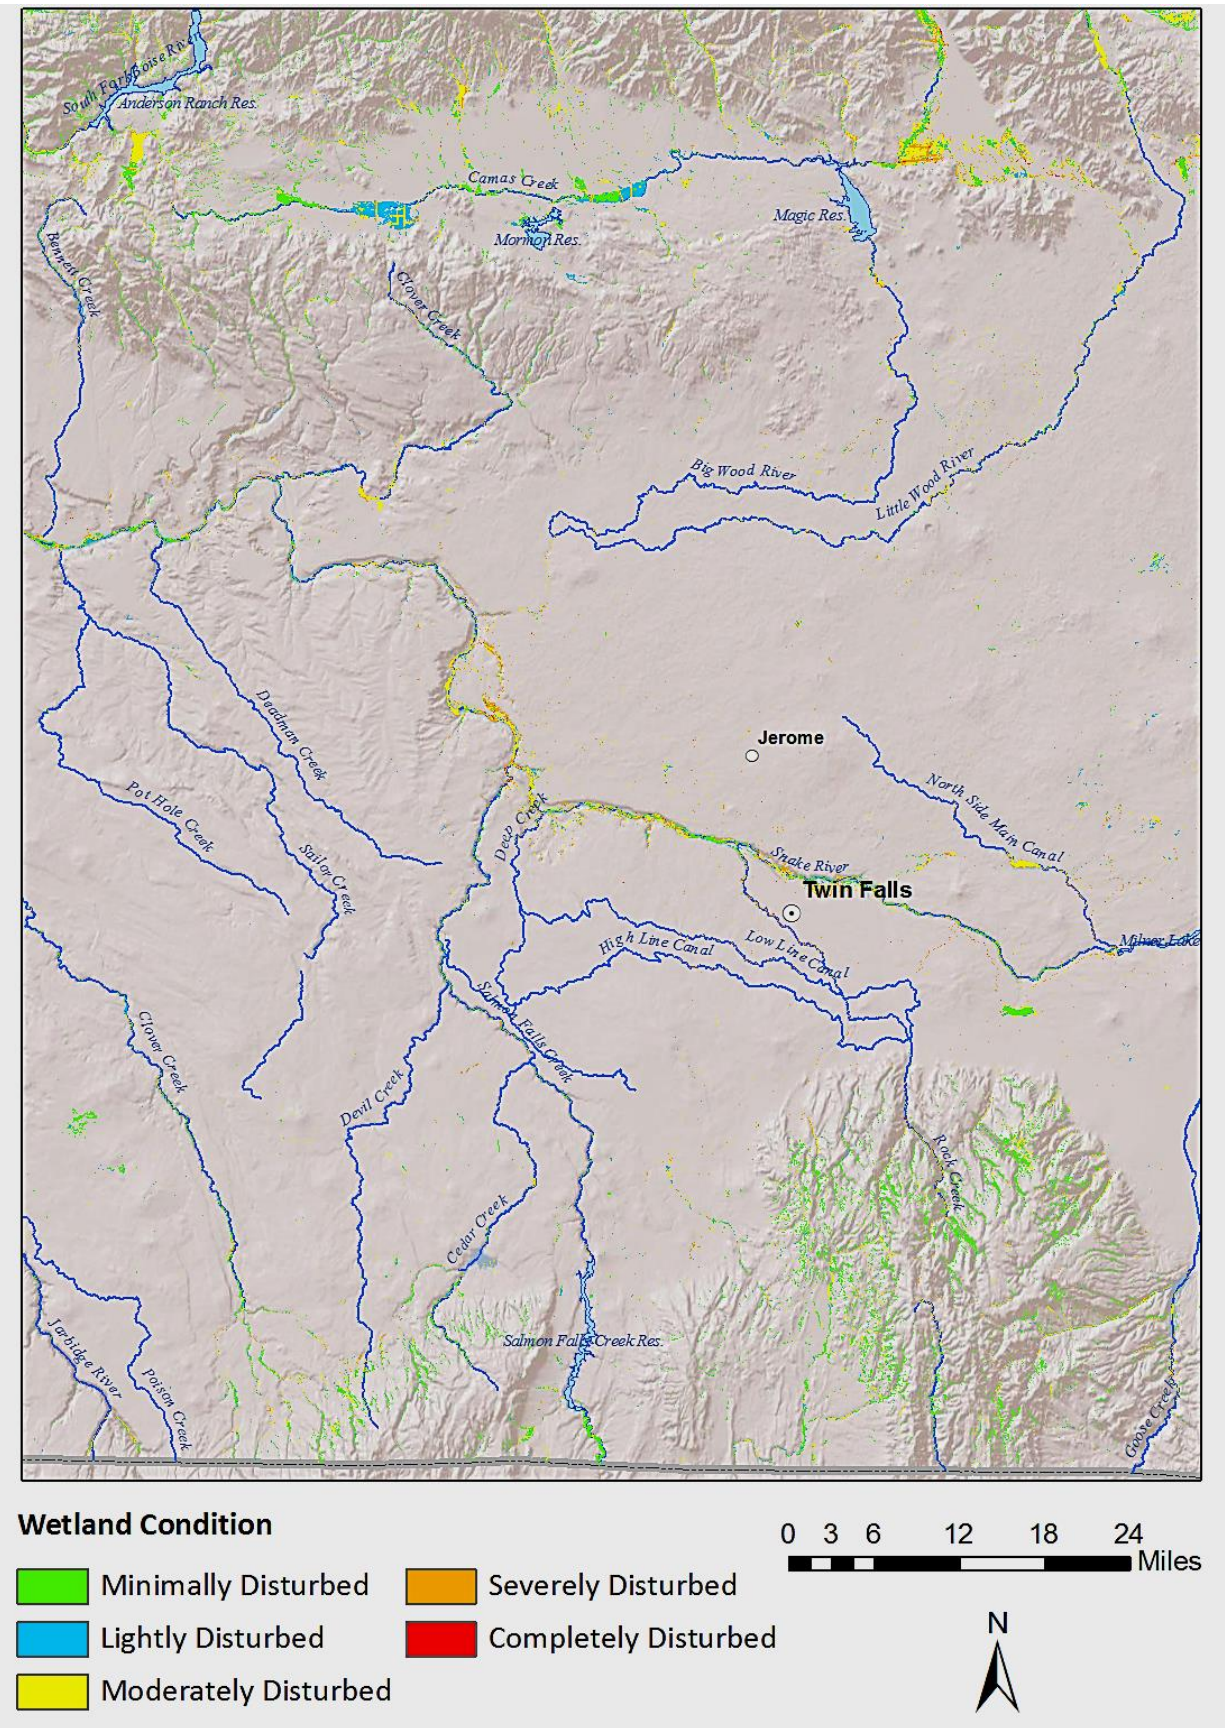 South Fork Boise River
Anderson Ranch Res.
Camas Creek
Magic Res.
Mormon Res.
Bennett Creek
Clover Creek
Big Wood River
Little Wood River
Deadman Creek
Jerome
Pot Hole Creek
North Side Main Canal
Deep Creek
Sailor Creek
Snake River
Twin Falls
Milner Lake
High Line Canal
Low Line Canal
Salmon Falls Creek
Clover Creek
Devil Creek
Rock Creek
Cedar Creek
Salmon Falls Creek Res.
Jarbidge River
Poison Creek
Goose Creek
Wetland Condition
0 3 6 12 18 24
Miles
Minimally Disturbed
Severely Disturbed
Lightly Disturbed
Completely Disturbed
Moderately Disturbed
N